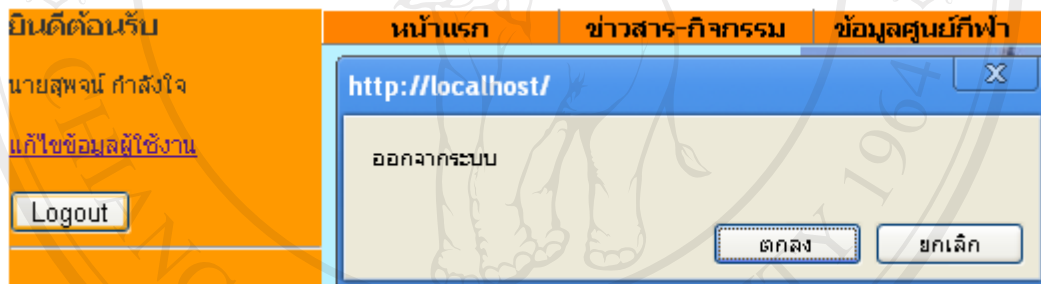 ยินดีต้อนรับ
นายสุพจน์ กำลังใจ
แก้ไขข้อมูลผู้ใช้งาน
Logout
หน้าแรก ข่าวสาร-กิจกรรม ข้อมูลศูนย์กีฬา
http://localhost/
ออกจากระบบ
ตกลง ยกเลิก
CHIANG
1964